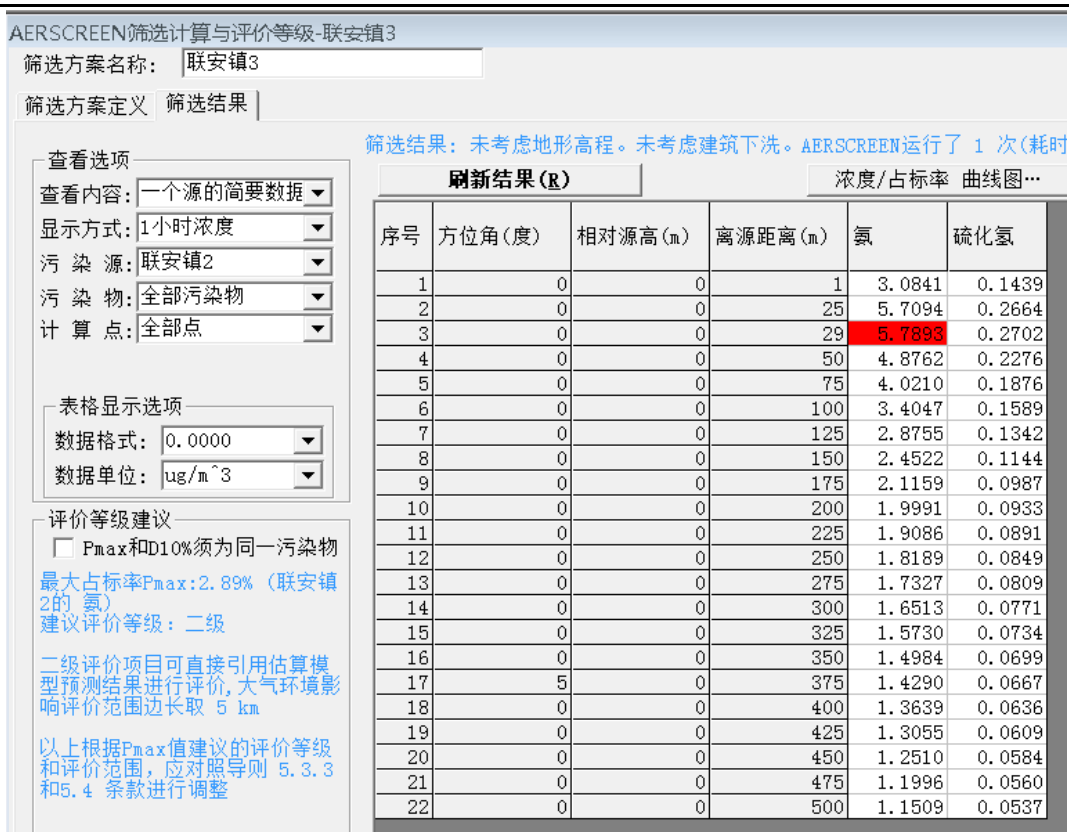 AERSCREEN筛选计算与评价等级-联安镇3
筛选方案名称: 联安镇3
筛选方案定义 筛选结果
筛选结果: 未考虑地形高程。未考虑建筑下洗。AERSCREEN运行了 1 次(耗时
查看选项
查看内容: 一个源的简要数据
显示方式: 1小时浓度
污 染 源: 联安镇2
污 染 物: 全部污染物
计 算 点: 全部点
表格显示选项
数据格式: 0.0000
数据单位: ug/m^3
评价等级建议
Pmax和D10%须为同一污染物
最大占标率Pmax:2.89% (联安镇
2的 氨)
建议评价等级: 二级
二级评价项目可直接引用估算模
型预测结果进行评价,大气环境影
响评价范围边长取 5 km
以上根据Pmax值建议的评价等级
和评价范围, 应对照导则 5.3.3
和5.4 条款进行调整
刷新结果(R) 浓度/占标率 曲线图…
序号 方位角(度) 相对源高(m) 离源距离(m) 氨 硫化氢
1 0 0 1 3.0841 0.1439
2 0 0 25 5.7094 0.2664
3 0 0 29 5.7893 0.2702
4 0 0 50 4.8762 0.2276
5 0 0 75 4.0210 0.1876
6 0 0 100 3.4047 0.1589
7 0 0 125 2.8755 0.1342
8 0 0 150 2.4522 0.1144
9 0 0 175 2.1159 0.0987
10 0 0 200 1.9991 0.0933
11 0 0 225 1.9086 0.0891
12 0 0 250 1.8189 0.0849
13 0 0 275 1.7327 0.0809
14 0 0 300 1.6513 0.0771
15 0 0 325 1.5730 0.0734
16 0 0 350 1.4984 0.0699
17 5 0 375 1.4290 0.0667
18 0 0 400 1.3639 0.0636
19 0 0 425 1.3055 0.0609
20 0 0 450 1.2510 0.0584
21 0 0 475 1.1996 0.0560
22 0 0 500 1.1509 0.0537